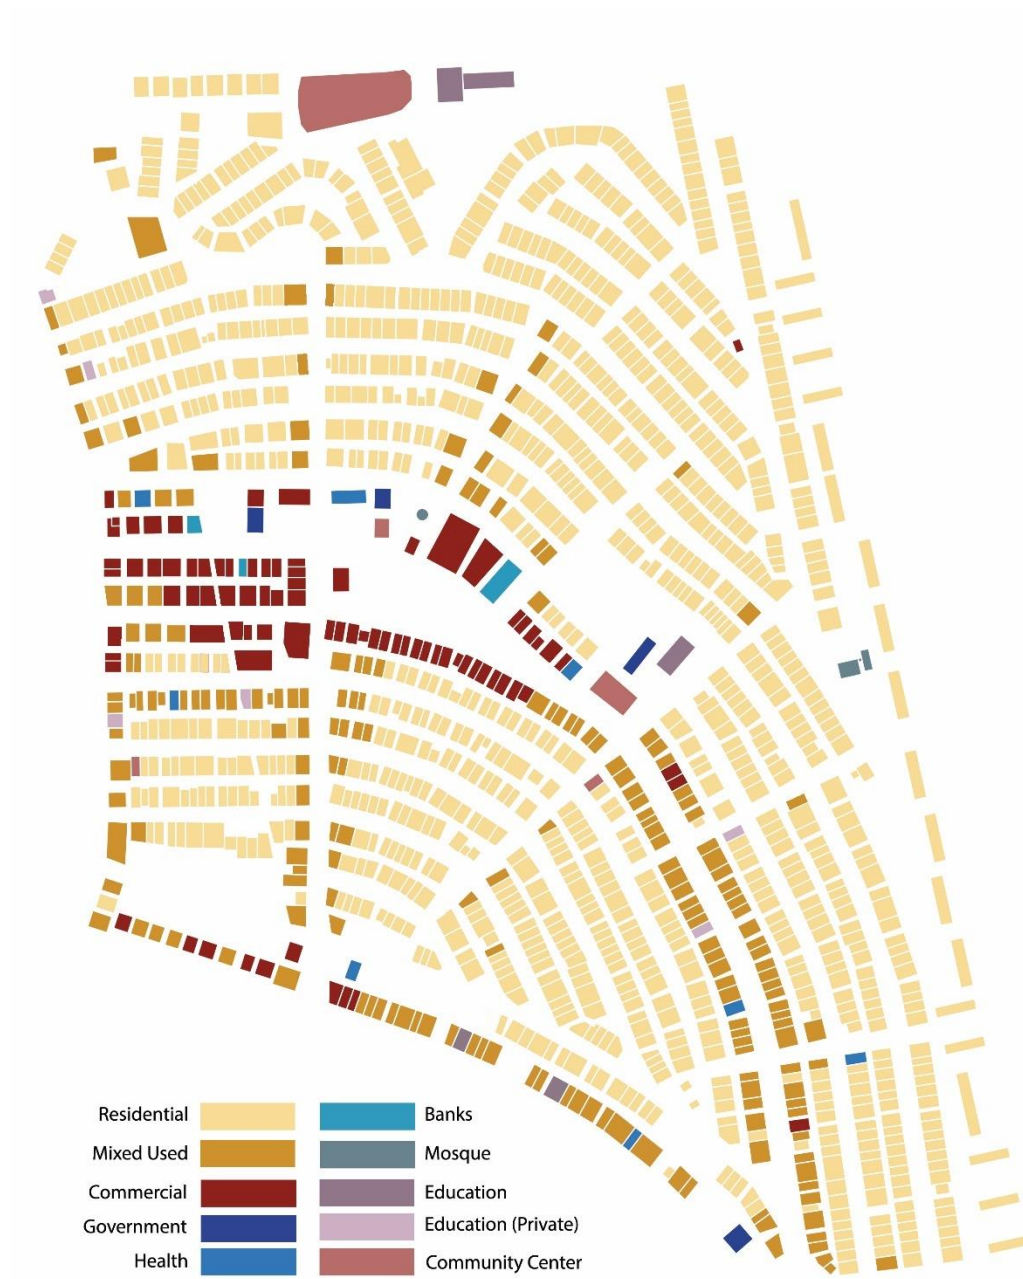 Residential
Banks
Mixed Used
Mosque
Commercial
Education
Government
Education (Private)
Health
Community Center